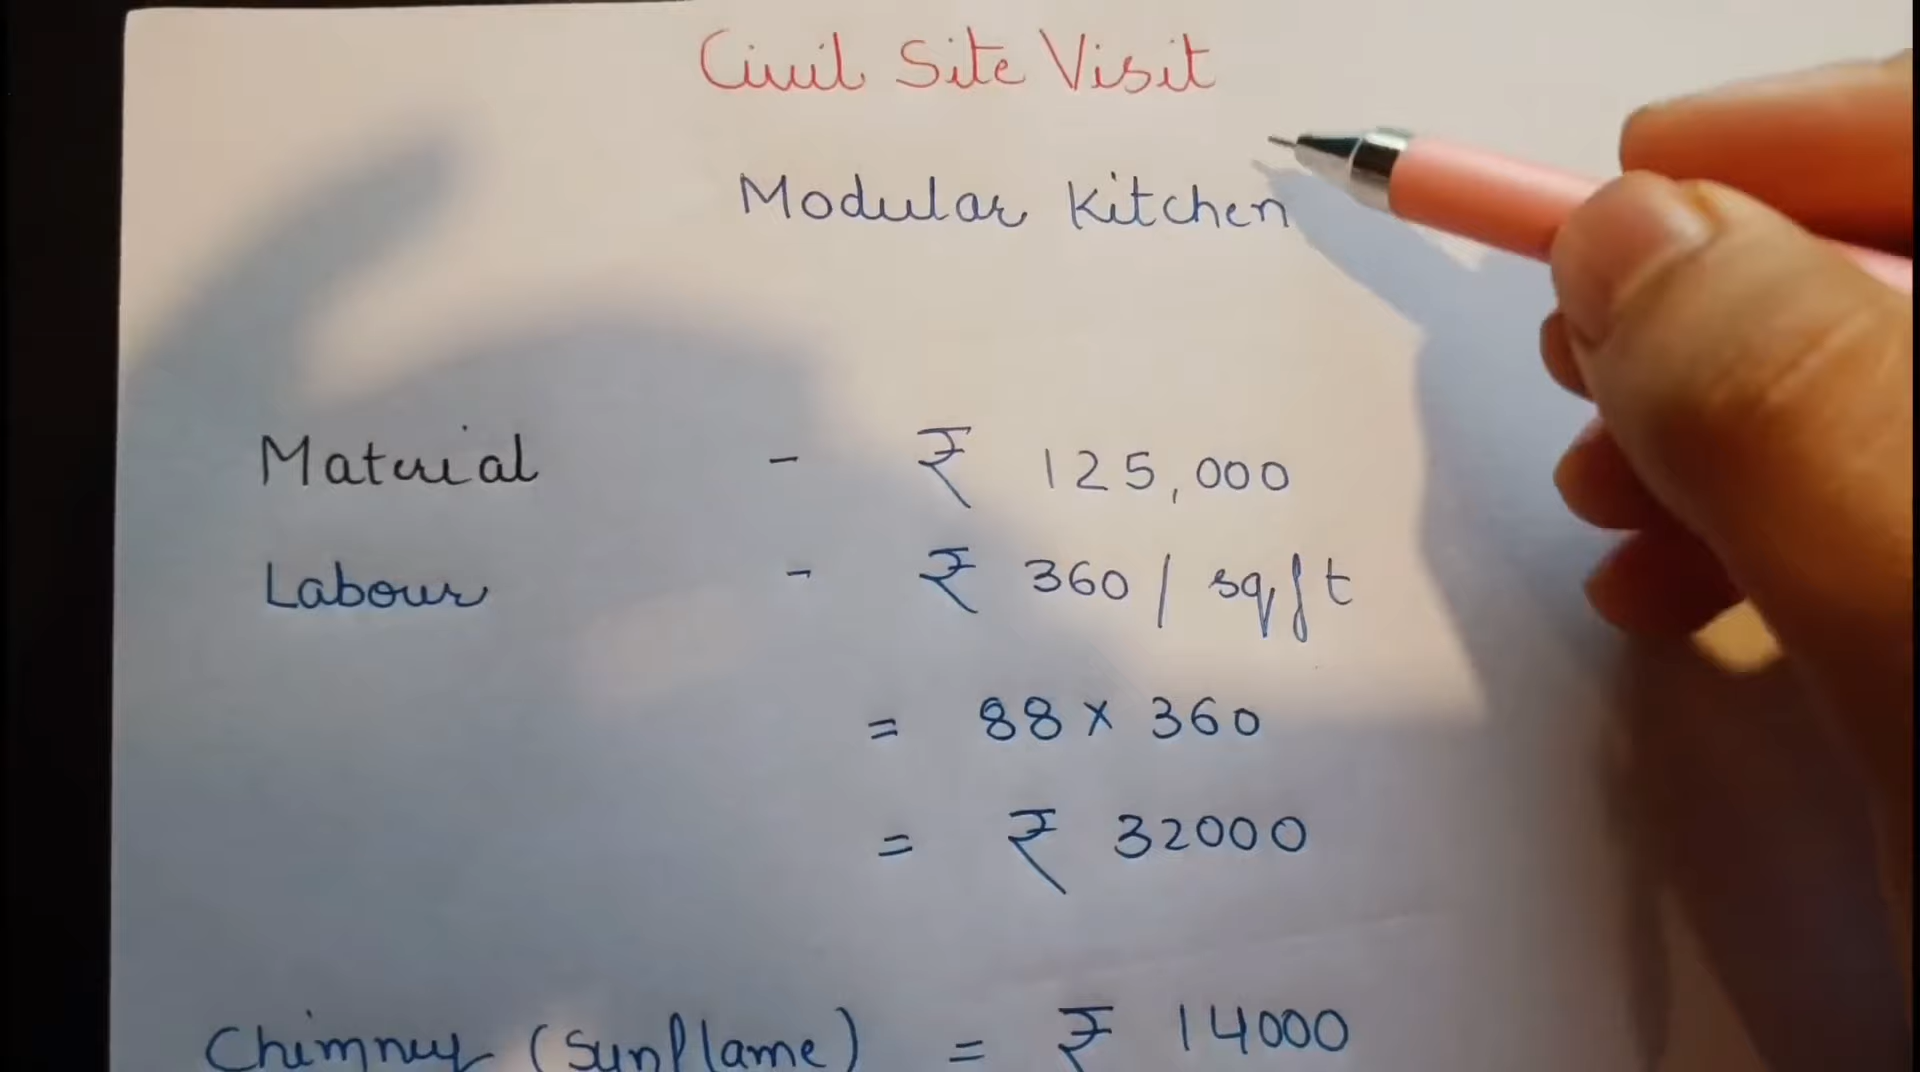 Civil Site Visit
Modular Kitchen
Material - ₹ 125,000
Labour - ₹ 360 / sqft
= 88 x 360
= ₹ 32000
Chimney (Sunflame) = ₹ 14000